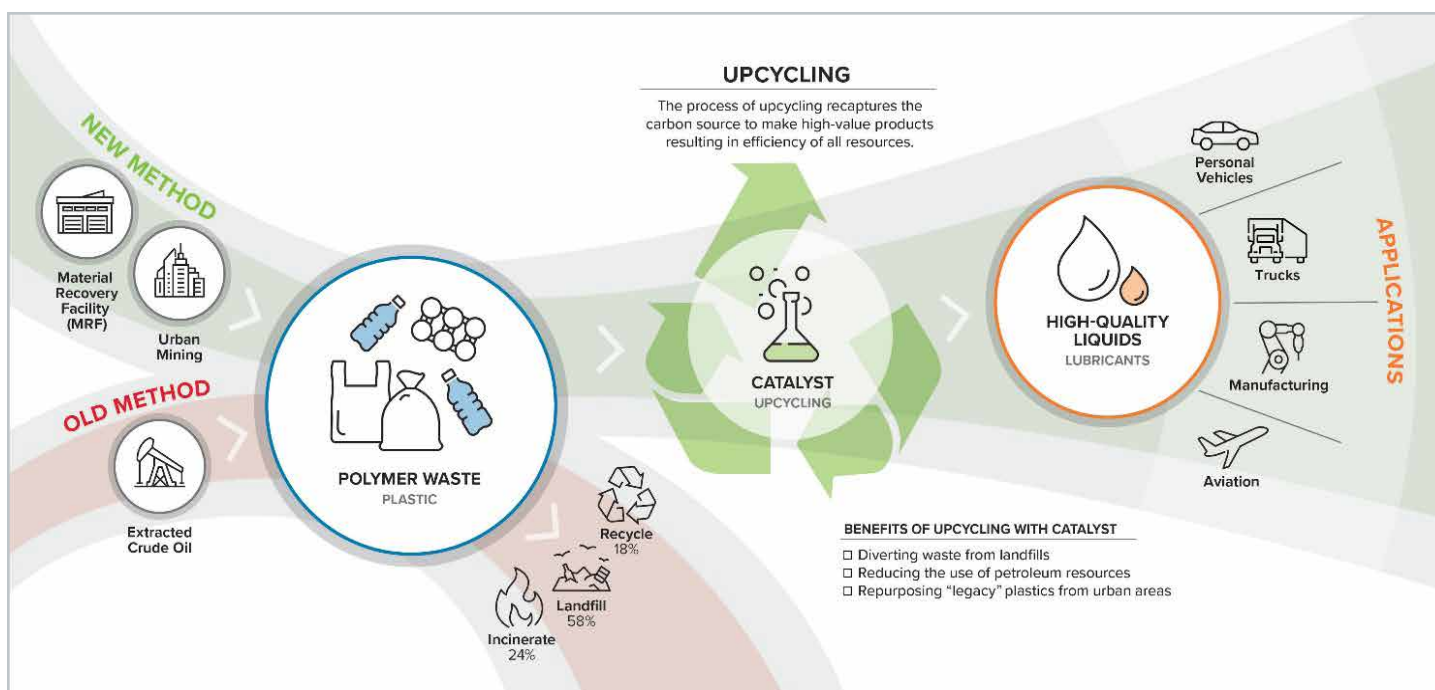 UPCYCLING
The process of upcycling recaptures the
carbon source to make high-value products
resulting in efficiency of all resources.
NEW METHOD
Material
Recovery
Facility
(MRF)
Urban
Mining
OLD METHOD
Extracted
Crude Oil
POLYMER WASTE
PLASTIC
Recycle
18%
Landfill
58%
Incinerate
24%
CATALYST
UPCYCLING
HIGH-QUALITY
LIQUIDS
LUBRICANTS
Personal
Vehicles
Trucks
Manufacturing
Aviation
APPLICATIONS
BENEFITS OF UPCYCLING WITH CATALYST
☐ Diverting waste from landfills
☐ Reducing the use of petroleum resources
☐ Repurposing “legacy” plastics from urban areas